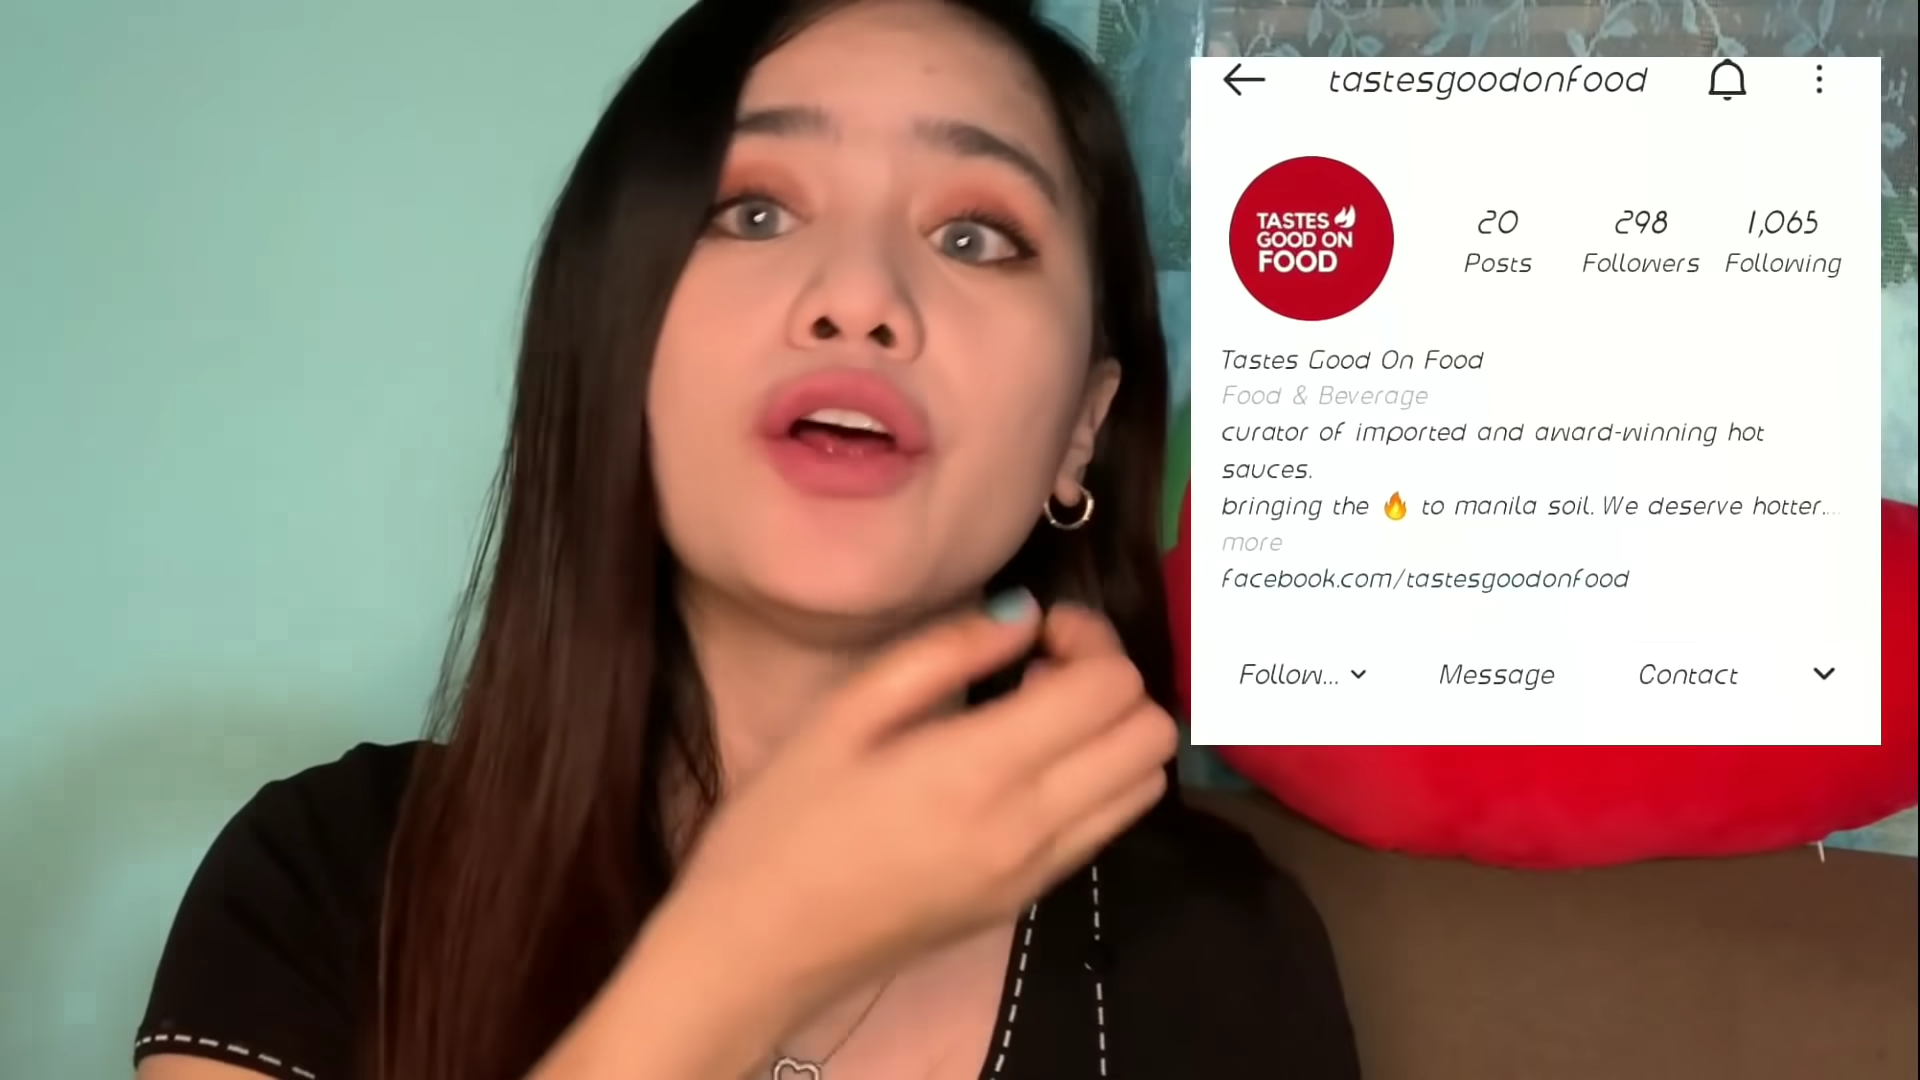 tastesgoodonfood
TASTES
GOOD ON
FOOD
20
Posts
298
Followers
1,065
Following
Tastes Good On Food
Food & Beverage
curator of imported and award-winning hot
sauces.
bringing the 🔥 to manila soil. We deserve hotter....
more
facebook.com/tastesgoodonfood
Follow...
Message
Contact